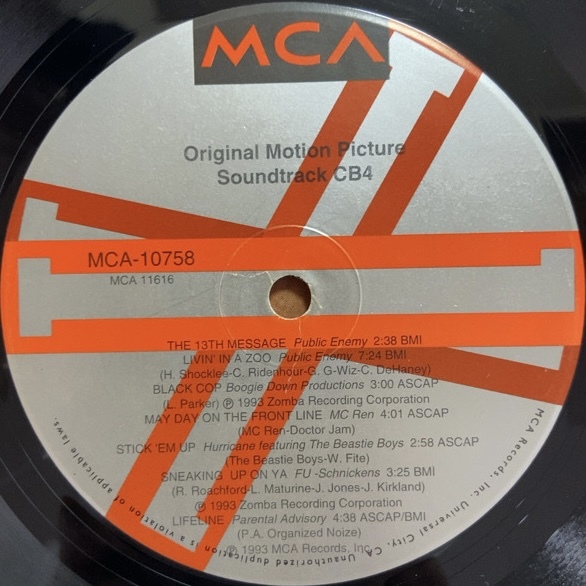 MCA
Original Motion Picture
Soundtrack CB4
MCA-10758
MCA 11616
THE 13TH MESSAGE Public Enemy 2:38 BMI
LIVIN' IN A ZOO Public Enemy 7:24 BMI
(H. Shocklee-C. Ridenhour-G. G-Wiz-C. DeHaney)
BLACK COP Boogie Down Productions 3:00 ASCAP
(L. Parker) ℗ 1993 Zomba Recording Corporation
MAY DAY ON THE FRONT LINE MC Ren 4:01 ASCAP
(MC Ren-Doctor Jam)
STICK 'EM UP Hurricane featuring The Beastie Boys 2:58 ASCAP
(The Beastie Boys-W. Fite)
SNEAKING UP ON YA FU-Schnickens 3:25 BMI
(R. Roachford-L. Maturine-J. Jones-J. Kirkland)
℗ 1993 Zomba Recording Corporation
LIFELINE Parental Advisory 4:38 ASCAP/BMI
(P.A. Organized Noize)
℗ 1993 MCA Records, Inc.
MCA Records, Inc. Universal City, CA. Unauthorized duplication is a violation of applicable laws.